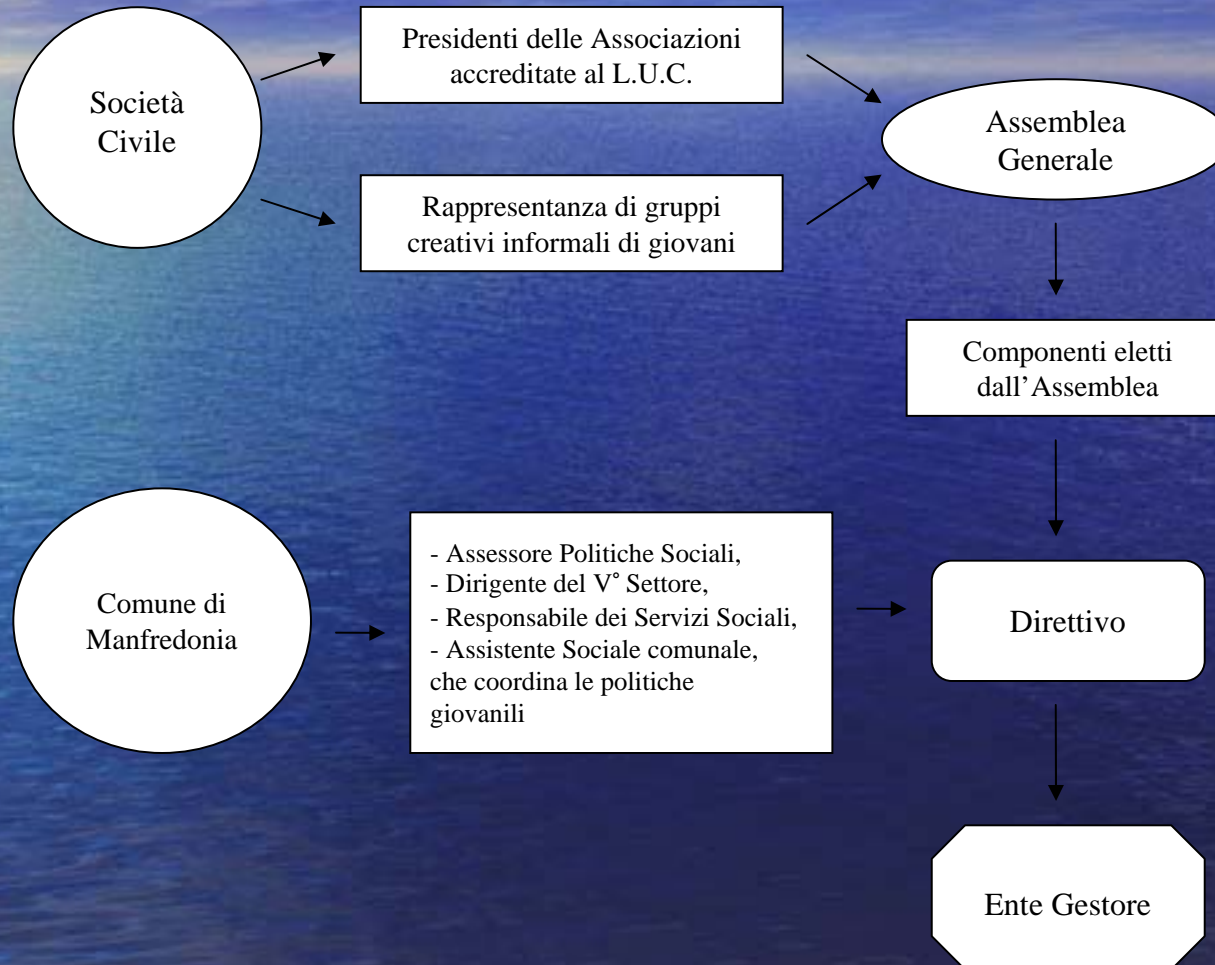 Società
Civile
Presidenti delle Associazioni
accreditate al L.U.C.
Rappresentanza di gruppi
creativi informali di giovani
Assemblea
Generale
Componenti eletti
dall’Assemblea
Comune di
Manfredonia
- Assessore Politiche Sociali,
- Dirigente del V° Settore,
- Responsabile dei Servizi Sociali,
- Assistente Sociale comunale,
che coordina le politiche
giovanili
Direttivo
Ente Gestore